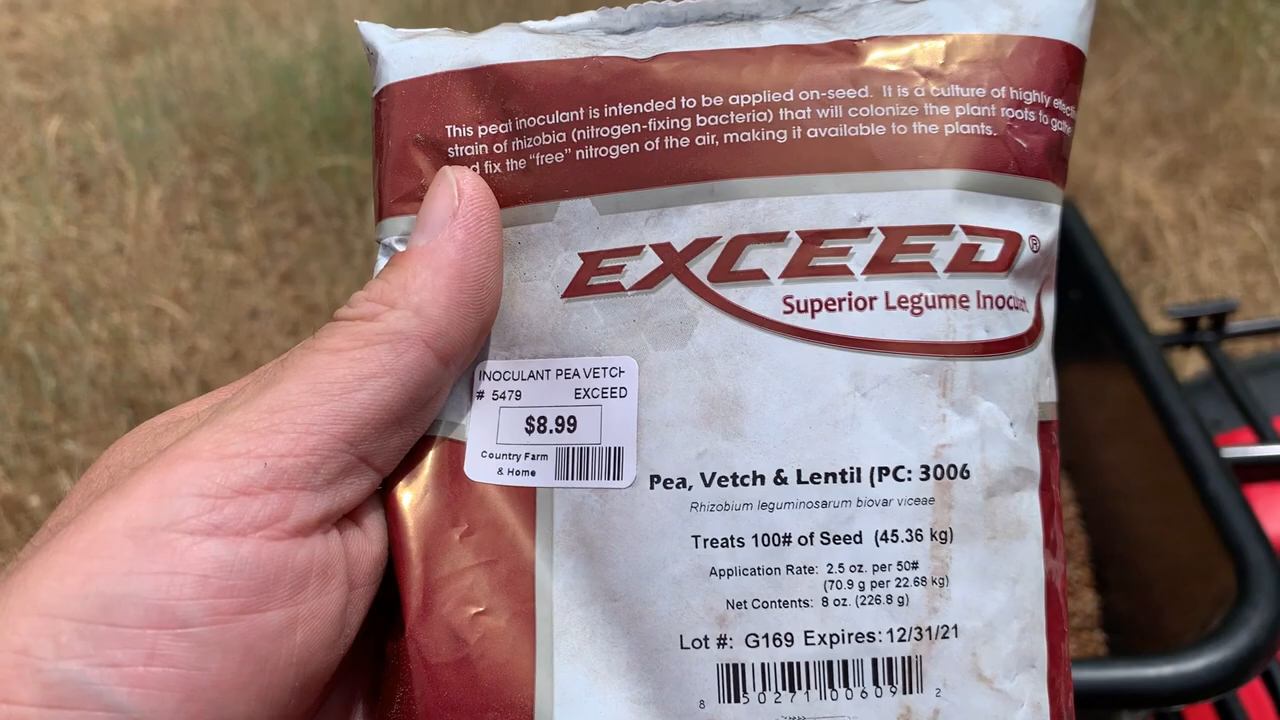 This peat inoculant is intended to be applied on-seed. It is a culture of highly
strain of rhizobia (nitrogen-fixing bacteria) that will colonize the plant roots to
fix the "free" nitrogen of the air, making it available to the plants.
EXCEED®
Superior Legume
INOCULANT PEA VETCH
# 5479 EXCEED
$8.99
Country Farm
& Home
Pea, Vetch & Lentil (PC: 3006
Rhizobium leguminosarum biovar viceae
Treats 100# of Seed (45.36 kg)
Application Rate: 2.5 oz. per 50#
(70.9 g per 22.68 kg)
Net Contents: 8 oz. (226.8 g)
Lot #: G169 Expires: 12/31/21
8 50271 00609 2